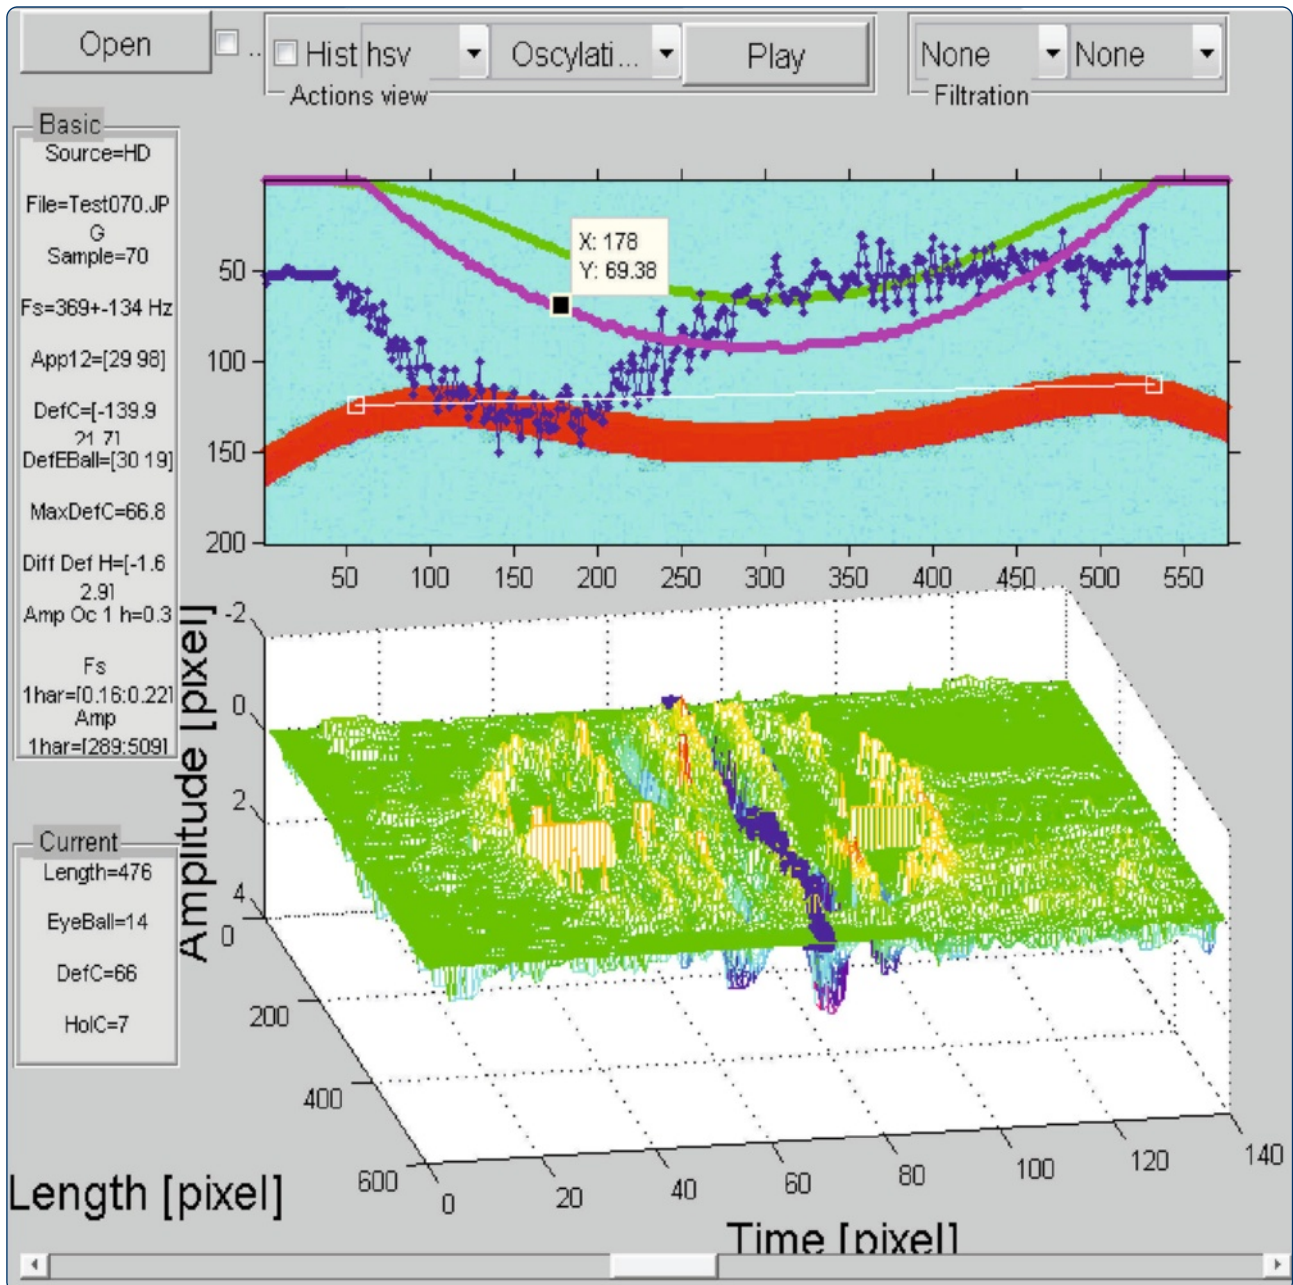 Open
..
Hist hsv
Oscylati ...
Play
Actions view
None
None
Filtration
Basic
Source=HD
File=Test070.JP
G
Sample=70
Fs=369+-134 Hz
App12=[29 98]
DefC=[-139.9
21.7]
DefEBall=[30 19]
MaxDefC=66.8
Diff Def H=[-1.6
2.9]
Amp Oc 1 h=0.3
Fs
1har=[0.16:0.22]
Amp
1har=[289:509]
Current
Length=476
EyeBall=14
DefC=66
HolC=7
X: 178
Y: 69.38
50
100
150
200
50 100 150 200 250 300 350 400 450 500 550
Amplitude [pixel]
-2
0
2
4
0
200
400
600
Length [pixel]
0 20 40 60 80 100 120 140
Time [pixel]